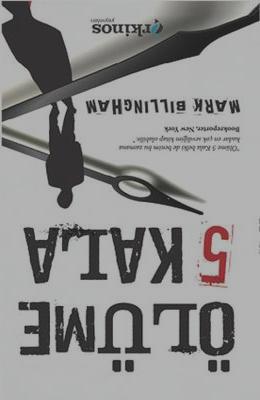 ÖLÜME
5 KALA
"Ölüme 5 Kala belki de benim bu zamana
kadar en çok sevdiğim kitap olabilir."
Bookreporter, New York
MARK BILLINGHAM
Orkinos
yayınları